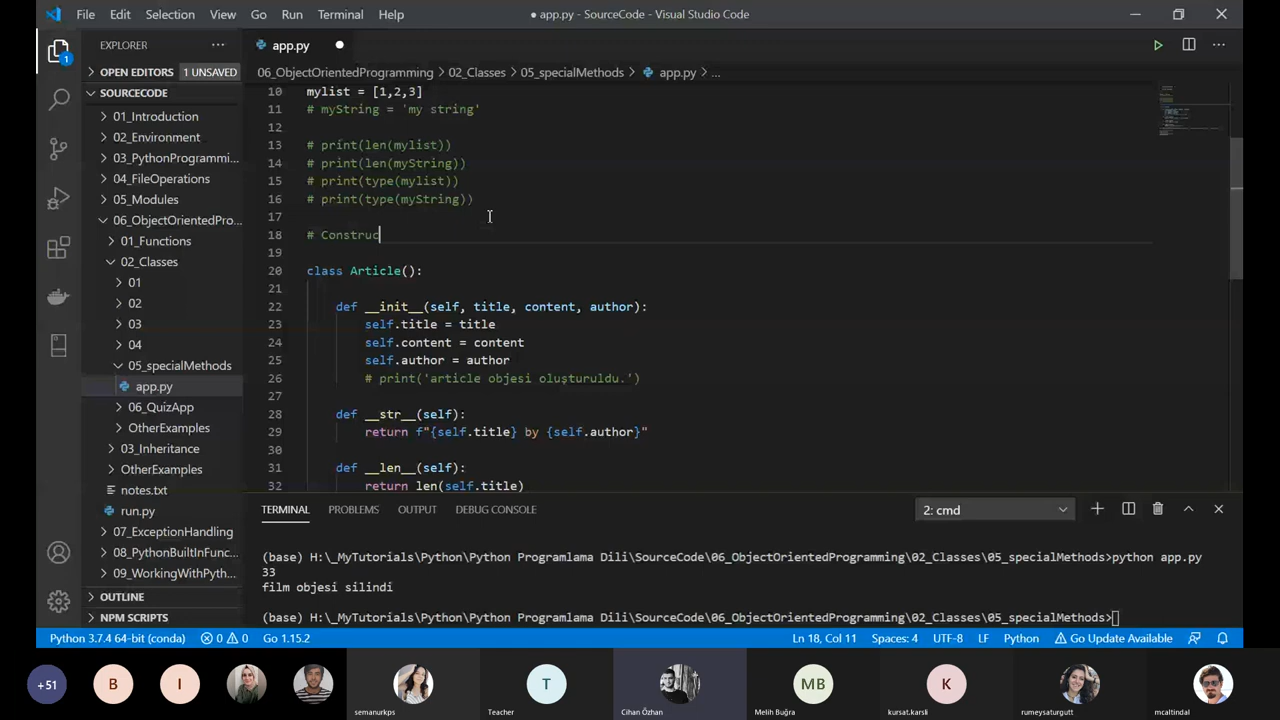 File Edit Selection View Go Run Terminal Help
● app.py - SourceCode - Visual Studio Code
EXPLORER
OPEN EDITORS 1 UNSAVED
SOURCECODE
01_Introduction
02_Environment
03_PythonProgrammi...
04_FileOperations
05_Modules
06_ObjectOrientedPro...
01_Functions
02_Classes
01
02
03
04
05_specialMethods
app.py
06_QuizApp
OtherExamples
03_Inheritance
OtherExamples
notes.txt
run.py
07_ExceptionHandling
08_PythonBuiltInFunc...
09_WorkingWithPyth...
OUTLINE
NPM SCRIPTS
1
app.py
06_ObjectOrientedProgramming > 02_Classes > 05_specialMethods > app.py > ...
10 mylist = [1,2,3]
11 # myString = 'my string'
12
13 # print(len(mylist))
14 # print(len(myString))
15 # print(type(mylist))
16 # print(type(myString))
17
18 # Construc
19
20 class Article():
21
22 def __init__(self, title, content, author):
23 self.title = title
24 self.content = content
25 self.author = author
26 # print('article objesi oluşturuldu.')
27
28 def __str__(self):
29 return f"{self.title} by {self.author}"
30
31 def __len__(self):
32 return len(self.title)
TERMINAL PROBLEMS OUTPUT DEBUG CONSOLE
2: cmd
(base) H:\_MyTutorials\Python\Python Programlama Dili\SourceCode\06_ObjectOrientedProgramming\02_Classes\05_specialMethods>python app.py
33
film objesi silindi
(base) H:\_MyTutorials\Python\Python Programlama Dili\SourceCode\06_ObjectOrientedProgramming\02_Classes\05_specialMethods>
Python 3.7.4 64-bit (conda) 0 0 Go 1.15.2
Ln 18, Col 11 Spaces: 4 UTF-8 LF Python Go Update Available
+51 B I T MB K
semanurkps Teacher Cihan Özhan Melih Buğra kursat.karsli rumeysaturgutt mcaltindal